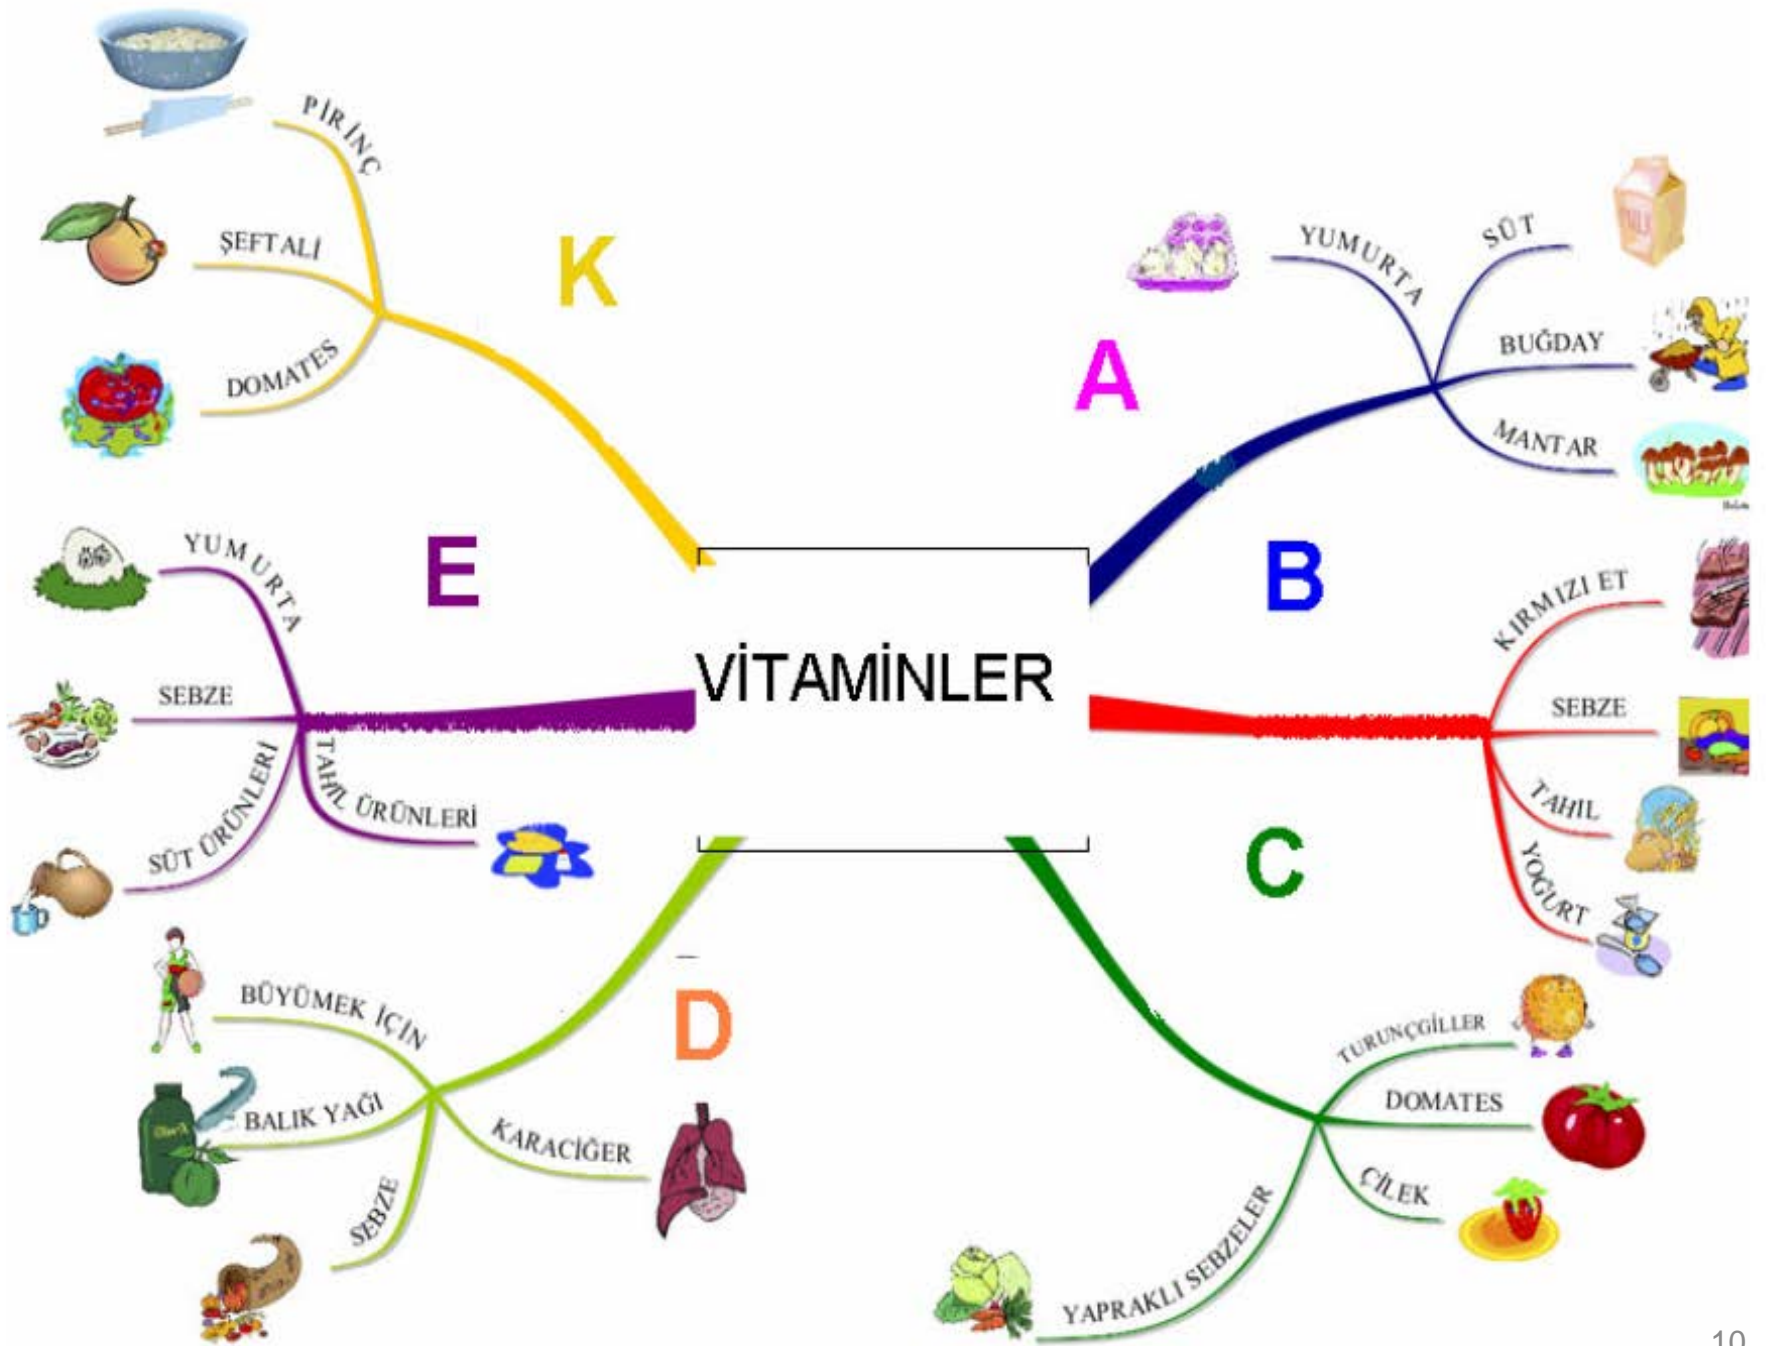 VİTAMİNLER
A
YUMURTA
SÜT
BUĞDAY
MANTAR
B
KIRMIZI ET
SEBZE
TAHIL
YOĞURT
C
TURUNÇGİLLER
DOMATES
ÇİLEK
YAPRAKLI SEBZELER
D
BÜYÜMEK İÇİN
BALIK YAĞI
SEBZE
KARACİĞER
E
YUMURTA
SEBZE
SÜT ÜRÜNLERİ
TAHIL ÜRÜNLERİ
K
PİRİNÇ
ŞEFTALİ
DOMATES
10